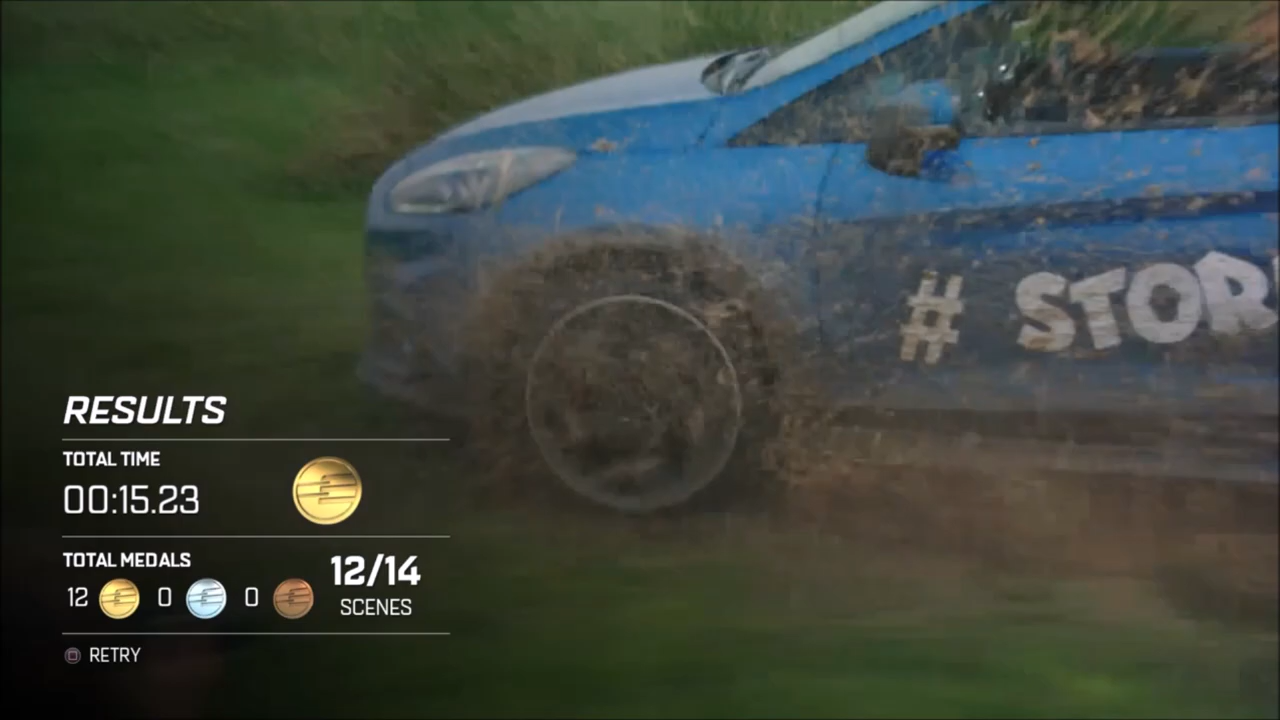 # STOR
RESULTS
TOTAL TIME
00:15.23
TOTAL MEDALS
12 0 0
12/14
SCENES
RETRY